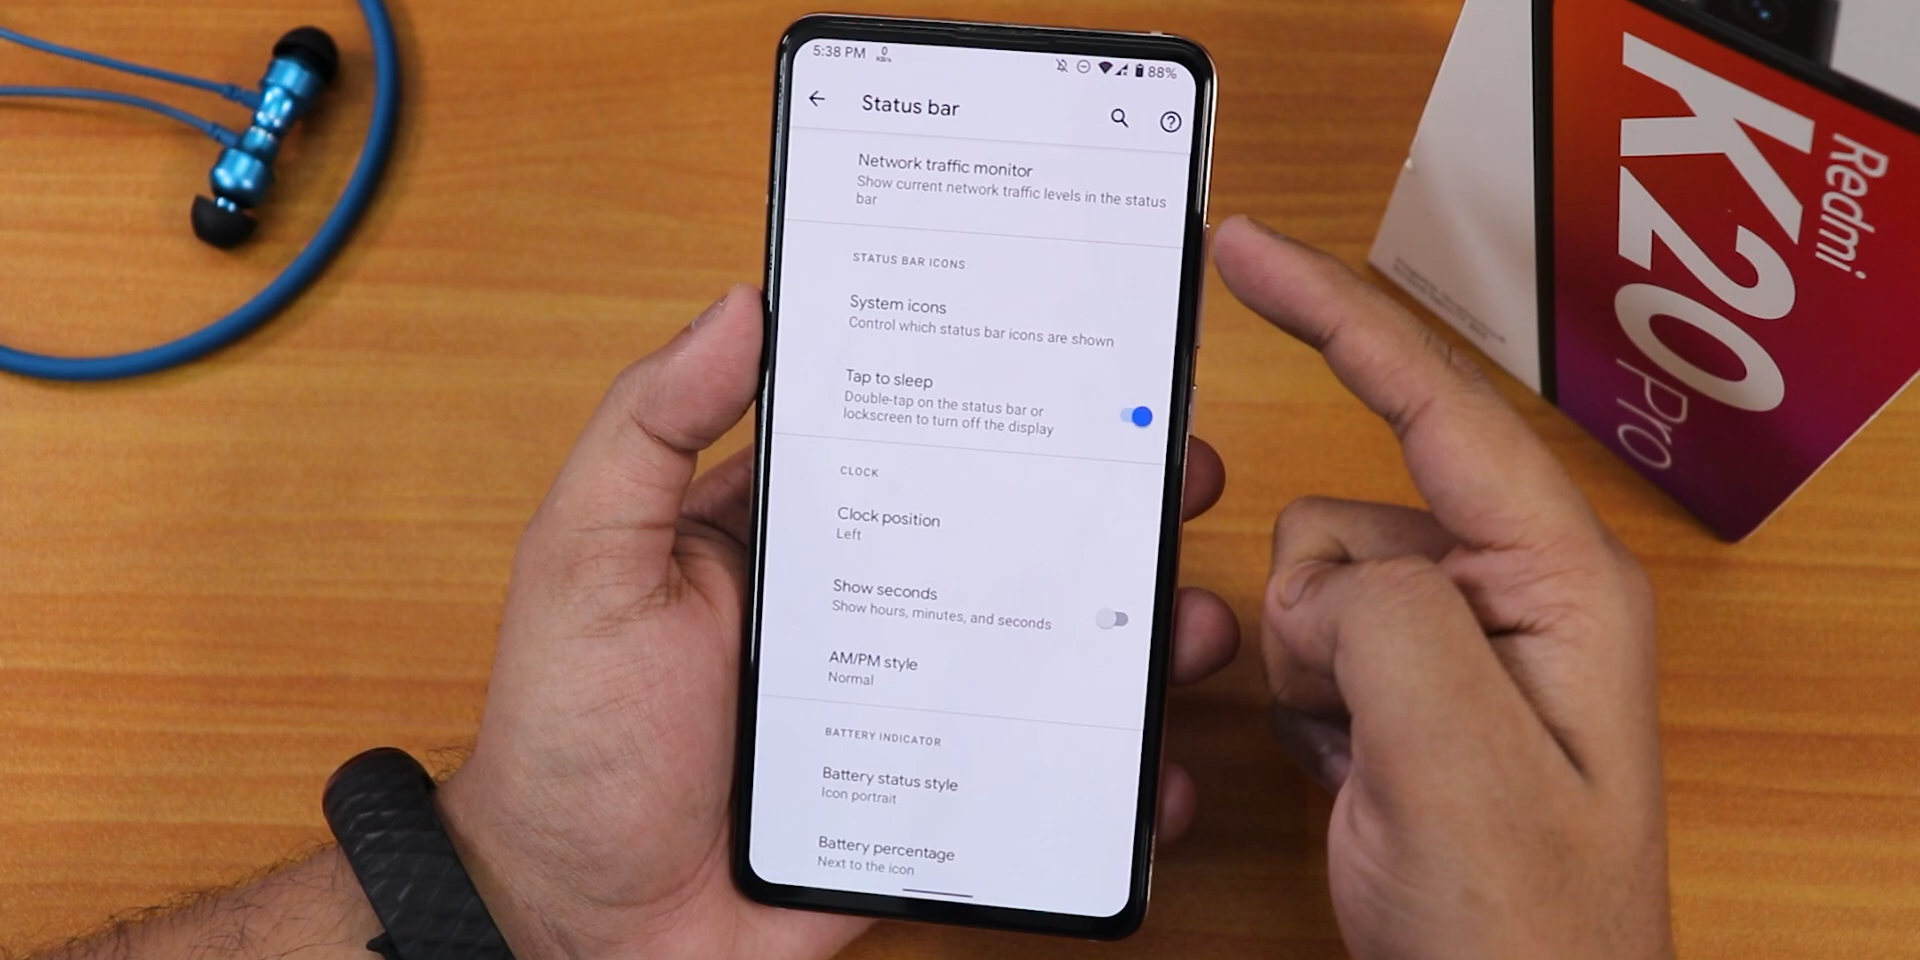 5:38 PM 0 KB/s 88%
Status bar
Network traffic monitor
Show current network traffic levels in the status
bar
STATUS BAR ICONS
System icons
Control which status bar icons are shown
Tap to sleep
Double-tap on the status bar or
lockscreen to turn off the display
CLOCK
Clock position
Left
Show seconds
Show hours, minutes, and seconds
AM/PM style
Normal
BATTERY INDICATOR
Battery status style
Icon portrait
Battery percentage
Next to the icon
Redmi
K20
Pro